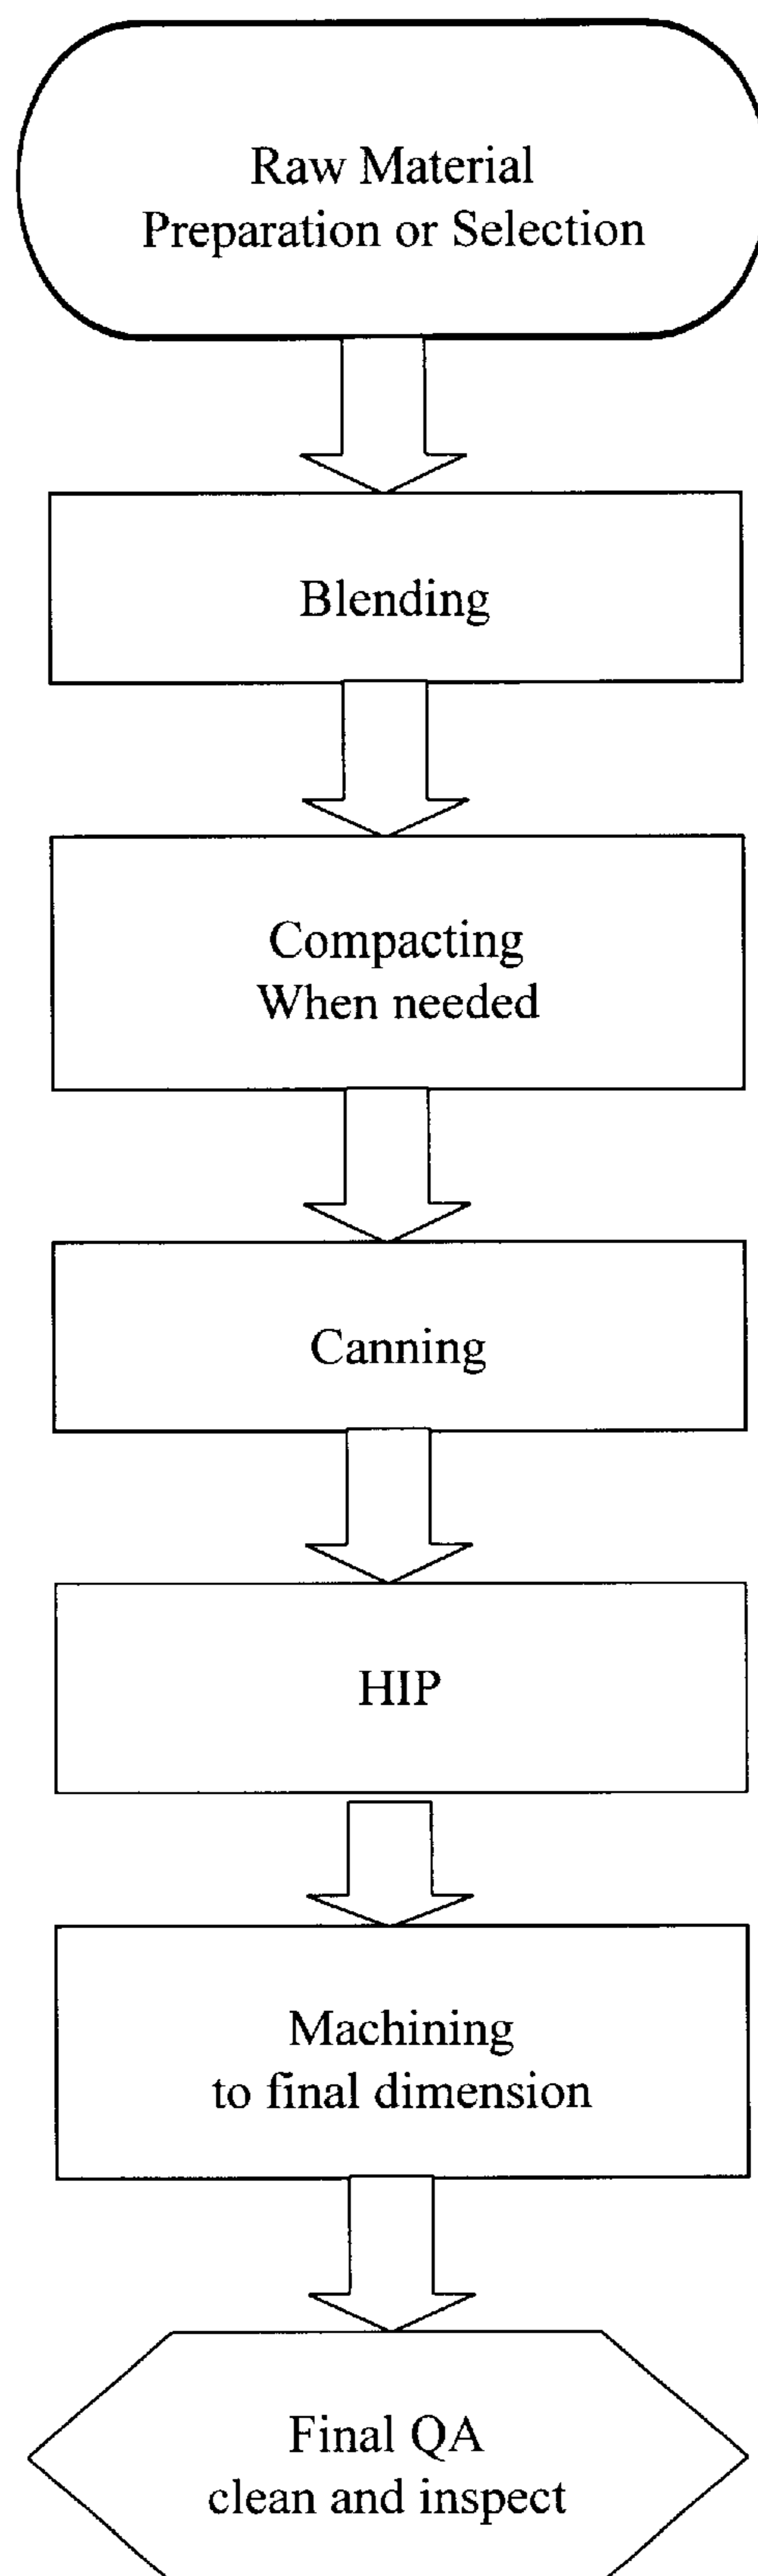 Raw Material
Preparation or Selection
Blending
Compacting
When needed
Canning
HIP
Machining
to final dimension
Final QA
clean and inspect